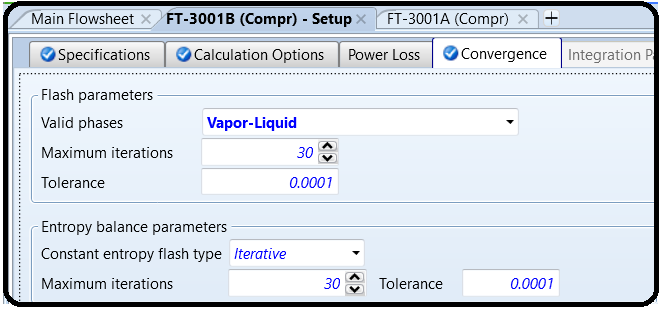 Main Flowsheet FT-3001B (Compr) - Setup FT-3001A (Compr)
Specifications Calculation Options Power Loss Convergence Integration
Flash parameters
Valid phases Vapor-Liquid
Maximum iterations 30
Tolerance 0.0001
Entropy balance parameters
Constant entropy flash type Iterative
Maximum iterations 30 Tolerance 0.0001